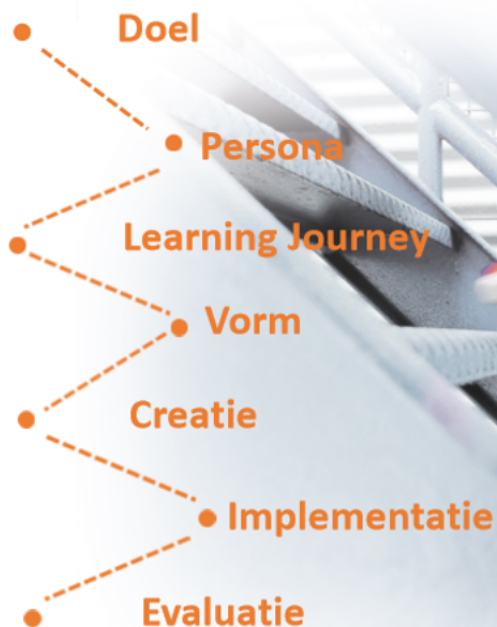 Doel
Persona
Learning Journey
Vorm
Creatie
Implementatie
Evaluatie